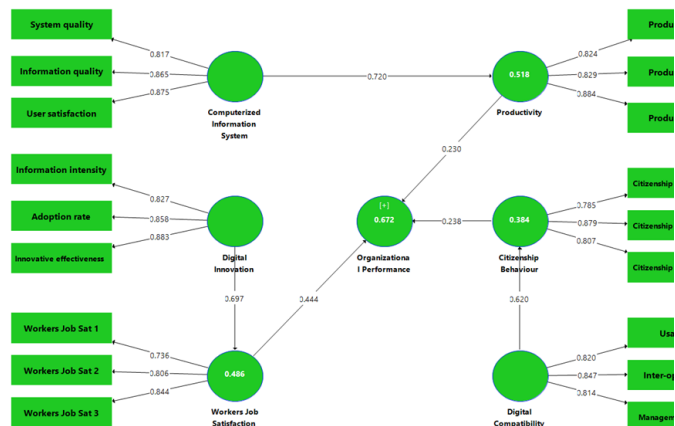 System quality
Information quality
User satisfaction
0.817
0.865
0.875
Computerized
Information
System
0.720
0.518
Productivity
0.824
0.829
0.884
Produ
Produ
Produ
0.230
Information intensity
Adoption rate
Innovative effectiveness
0.827
0.858
0.883
Digital
Innovation
[+]
0.672
Organizationa
l Performance
0.238
0.384
Citizenship
Behaviour
0.785
0.879
0.807
Citizenship
Citizenship
Citizenship
0.697
0.444
0.620
Workers Job Sat 1
Workers Job Sat 2
Workers Job Sat 3
0.736
0.806
0.844
0.486
Workers Job
Satisfaction
Digital
Compatibility
0.820
0.847
0.814
Usa
Inter-op
Managem